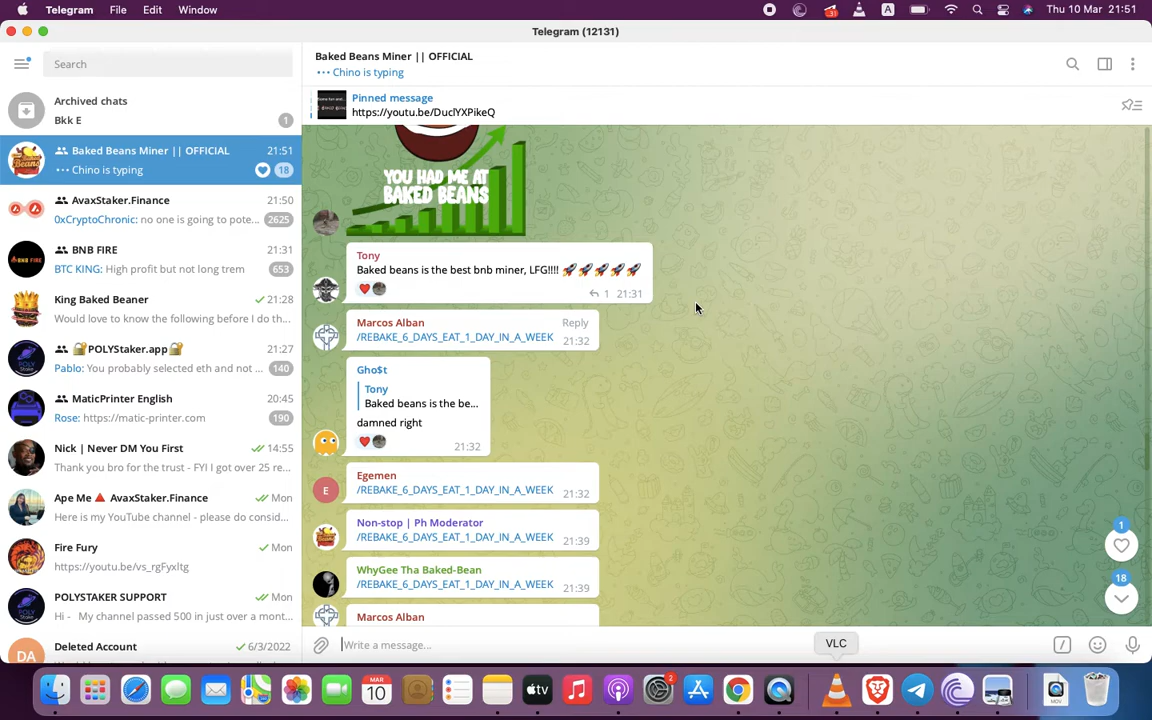 Telegram File Edit Window
31
A
Thu 10 Mar 21:51
Telegram (12131)
Search
Archived chats
Bkk E
1
Baked Beans Miner || OFFICIAL 21:51
••• Chino is typing 18
AvaxStaker.Finance 21:50
0xCryptoChronic: no one is going to pote... 2625
BNB FIRE 21:31
BTC KING: High profit but not long trem 653
King Baked Beaner 21:28
Would love to know the following before I do th...
🔐POLYStaker.app🔐 21:27
Pablo: You probably selected eth and not ... 140
MaticPrinter English 20:45
Rose: https://matic-printer.com 190
Nick | Never DM You First 14:55
Thank you bro for the trust - FYI I got over 25 re...
Ape Me 🔺 AvaxStaker.Finance Mon
Here is my YouTube channel - please do consid...
Fire Fury Mon
https://youtu.be/vs_rgFyxltg
POLYSTAKER SUPPORT Mon
Hi - My channel passed 500 in just over a mont...
DA
Deleted Account 6/3/2022
Baked Beans Miner || OFFICIAL
••• Chino is typing
Pinned message
https://youtu.be/DuclYXPikeQ
YOU HAD ME AT
BAKED BEANS
Tony
Baked beans is the best bnb miner, LFG!!!! 🚀🚀🚀🚀🚀
1 21:31
Marcos Alban Reply
/REBAKE_6_DAYS_EAT_1_DAY_IN_A_WEEK 21:32
Gho$t
Tony
Baked beans is the be...
damned right
21:32
Egemen
E
/REBAKE_6_DAYS_EAT_1_DAY_IN_A_WEEK 21:32
Non-stop | Ph Moderator
/REBAKE_6_DAYS_EAT_1_DAY_IN_A_WEEK 21:39
WhyGee Tha Baked-Bean
/REBAKE_6_DAYS_EAT_1_DAY_IN_A_WEEK 21:39
Marcos Alban
1
18
Write a message...
VLC
MAR
10
tv
2
MOV